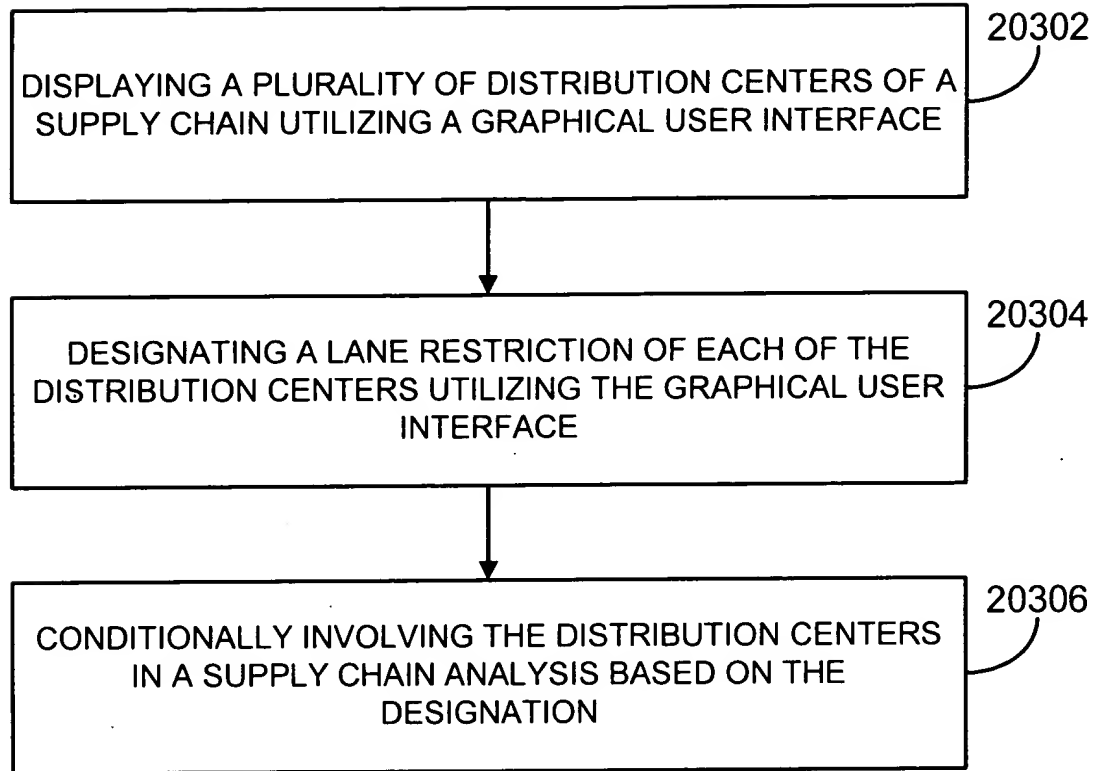 20302
DISPLAYING A PLURALITY OF DISTRIBUTION CENTERS OF A
SUPPLY CHAIN UTILIZING A GRAPHICAL USER INTERFACE
20304
DESIGNATING A LANE RESTRICTION OF EACH OF THE
DISTRIBUTION CENTERS UTILIZING THE GRAPHICAL USER
INTERFACE
20306
CONDITIONALLY INVOLVING THE DISTRIBUTION CENTERS
IN A SUPPLY CHAIN ANALYSIS BASED ON THE
DESIGNATION